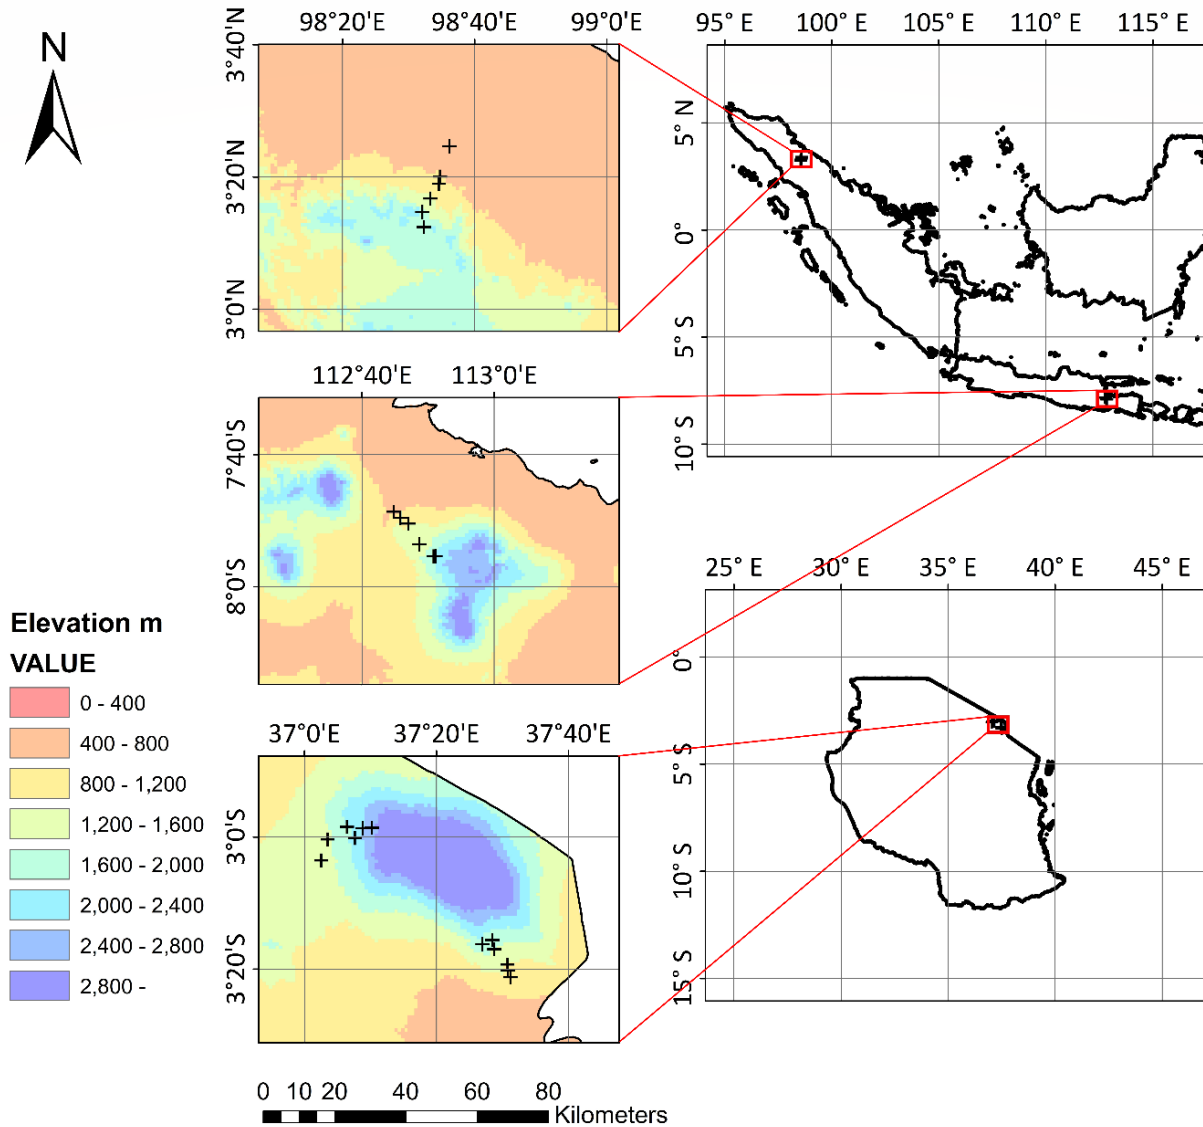 N
98°20'E 98°40'E 99°0'E
3°40'N
3°20'N
3°0'N
95° E 100° E 105° E 110° E 115° E
5° N
0°
5° S
10° S
112°40'E 113°0'E
7°40'S
8°0'S
25° E 30° E 35° E 40° E 45° E
0°
5° S
10° S
15° S
37°0'E 37°20'E 37°40'E
3°0'S
3°20'S
Elevation m
VALUE
0 - 400
400 - 800
800 - 1,200
1,200 - 1,600
1,600 - 2,000
2,000 - 2,400
2,400 - 2,800
2,800 -
0 10 20 40 60 80
Kilometers